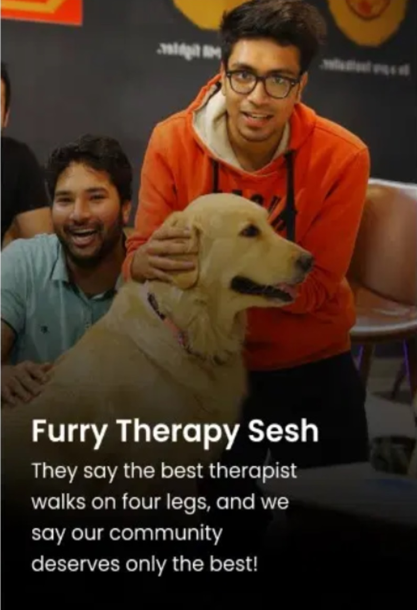 Furry Therapy Sesh
They say the best therapist
walks on four legs, and we
say our community
deserves only the best!